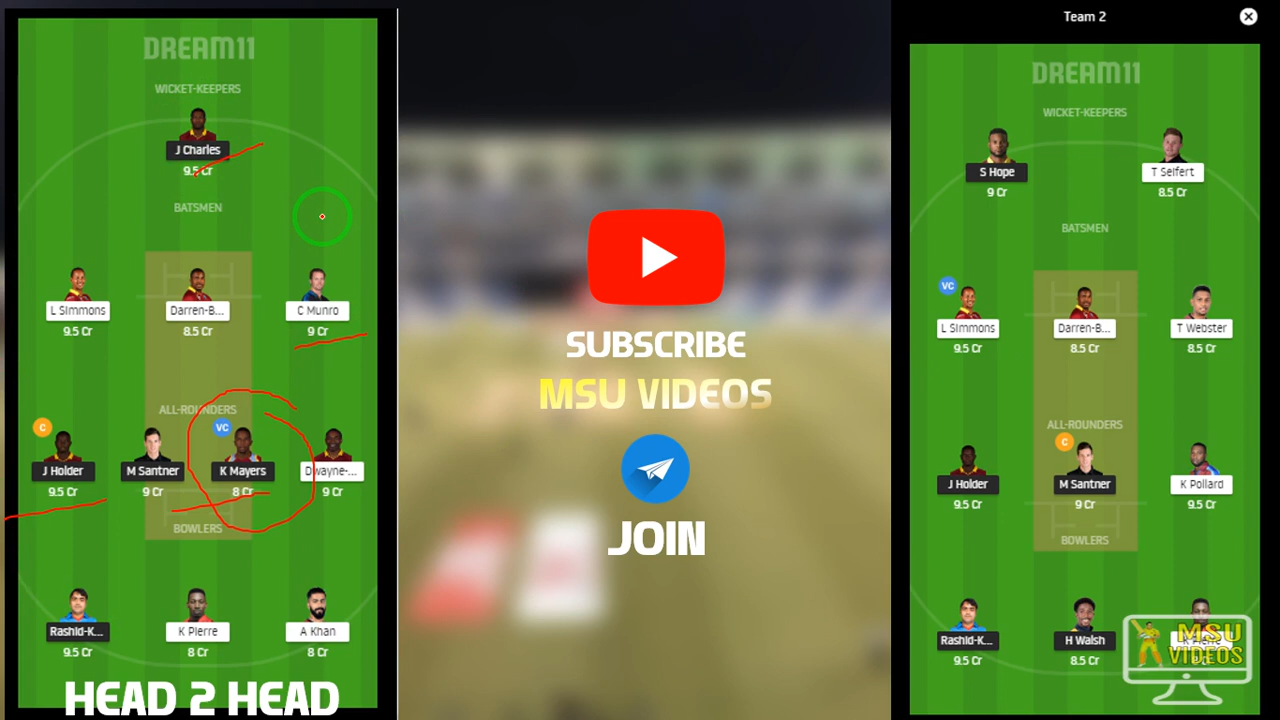 DREAM11
WICKET-KEEPERS
J Charles
9.5 Cr
BATSMEN
L Simmons
Darren-B...
C Munro
9.5 Cr
8.5 Cr
9 Cr
ALL-ROUNDERS
C
VC
J Holder
M Santner
K Mayers
Dwayne-...
9.5 Cr
9 Cr
8 Cr
9 Cr
BOWLERS
Rashid-K...
K Pierre
A Khan
9.5 Cr
8 Cr
8 Cr
HEAD 2 HEAD
SUBSCRIBE
MSU VIDEOS
JOIN
Team 2
DREAM11
WICKET-KEEPERS
S Hope
T Seifert
9 Cr
8.5 Cr
BATSMEN
VC
L Simmons
Darren-B...
T Webster
9.5 Cr
8.5 Cr
8.5 Cr
ALL-ROUNDERS
C
J Holder
M Santner
K Pollard
9.5 Cr
9 Cr
9.5 Cr
BOWLERS
Rashid-K...
H Walsh
9.5 Cr
8.5 Cr
MSU
VIDEOS